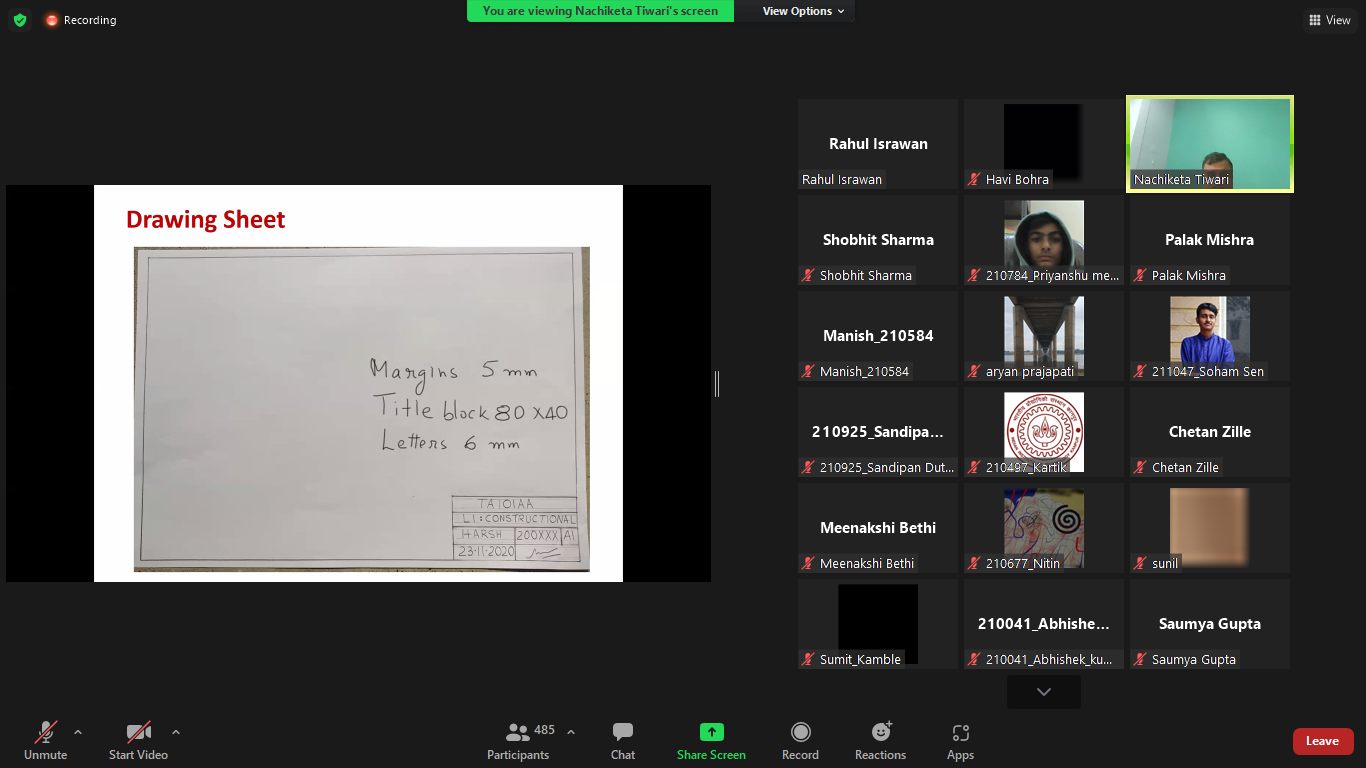 Recording
You are viewing Nachiketa Tiwari's screen
View Options
View
Drawing Sheet
Margins 5 mm
Title block 80 X40
Letters 6 mm
TA101AA
L1:CONSTRUCTIONAL
HARSH 200XXX A1
23·11·2020
Rahul Israwan
Rahul Israwan
Havi Bohra
Nachiketa Tiwari
Shobhit Sharma
Shobhit Sharma
210784_Priyanshu me...
Palak Mishra
Palak Mishra
Manish_210584
Manish_210584
aryan prajapati
211047_Soham Sen
210925_Sandipa...
210925_Sandipan Dut...
210497_Kartik
Chetan Zille
Chetan Zille
Meenakshi Bethi
Meenakshi Bethi
210677_Nitin
sunil
Sumit_Kamble
210041_Abhishe...
210041_Abhishek_ku...
Saumya Gupta
Saumya Gupta
Unmute
Start Video
485
Participants
Chat
Share Screen
Record
Reactions
Apps
Leave